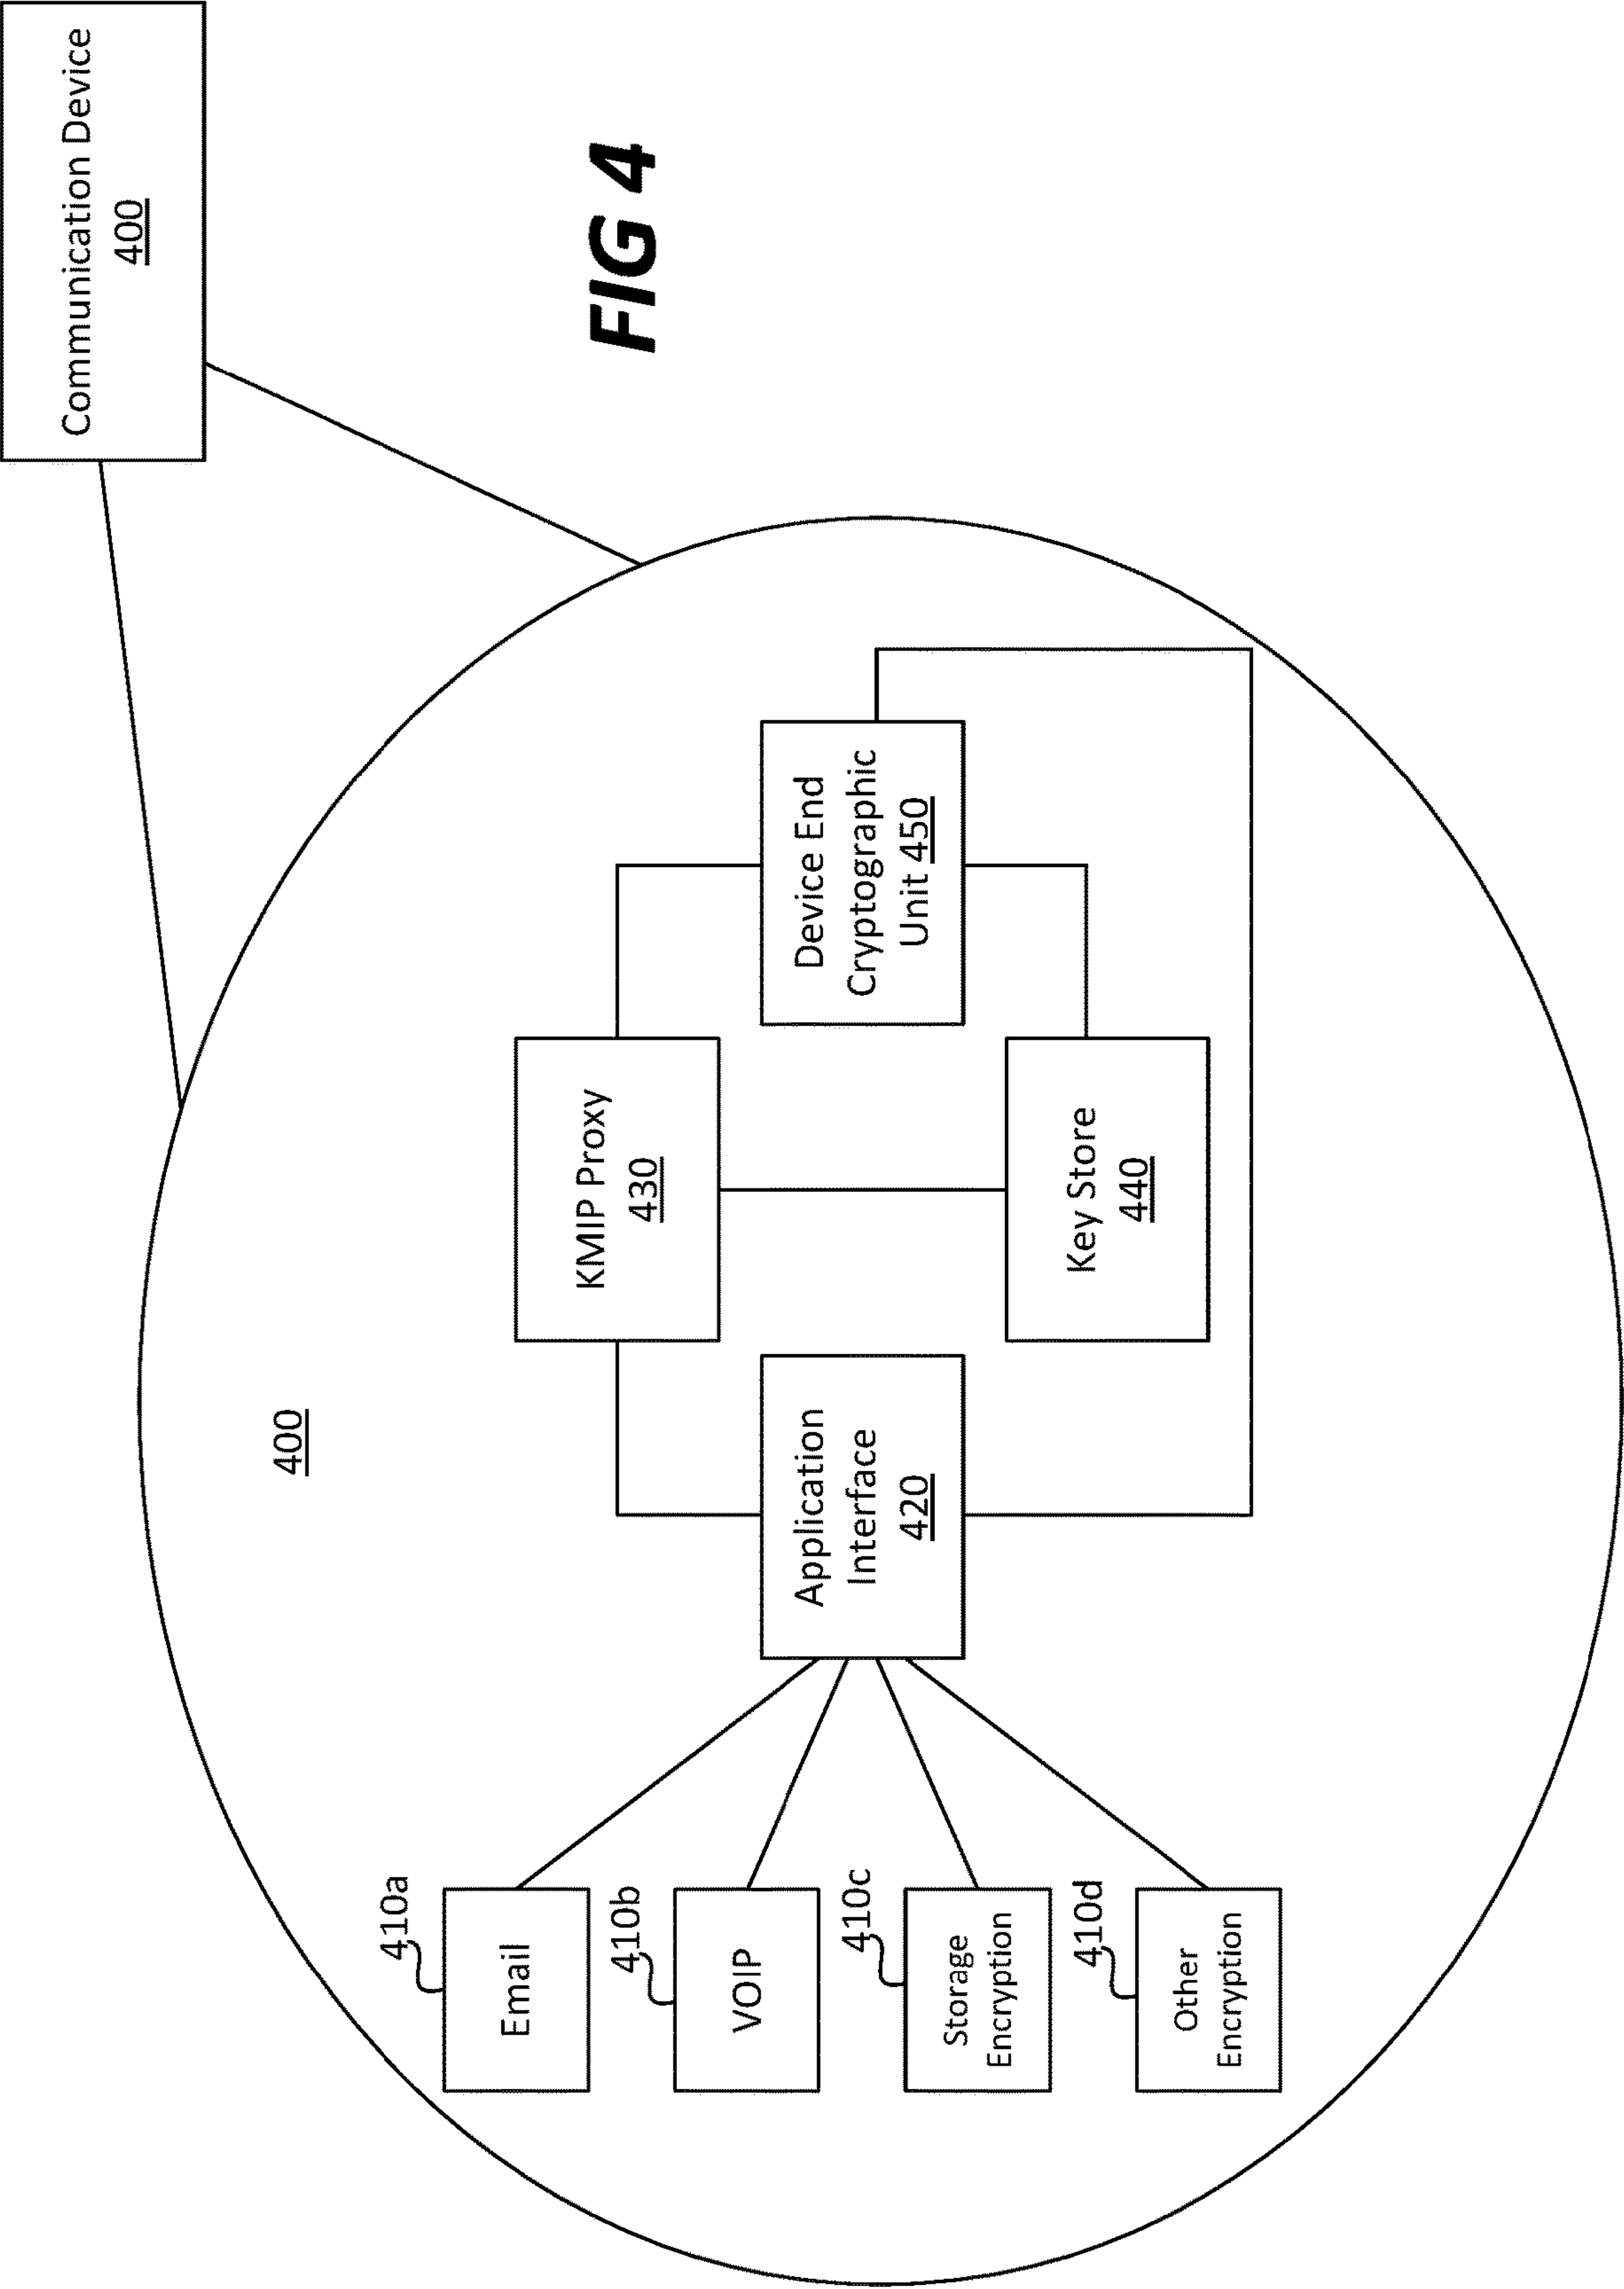 Communication Device
400
400
410a
Email
410b
VOIP
410c
Storage
Encryption
410d
Other
Encryption
Application
Interface
420
KMIP Proxy
430
Key Store
440
Device End
Cryptographic
Unit 450
FIG 4